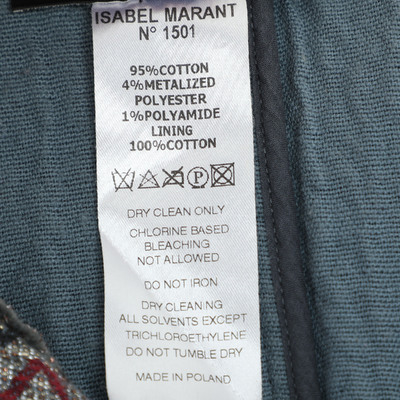 ISABEL MARANT
N° 1501
95%COTTON
4%METALIZED
POLYESTER
1%POLYAMIDE
LINING
100%COTTON
P
DRY CLEAN ONLY
CHLORINE BASED
BLEACHING
NOT ALLOWED
DO NOT IRON
DRY CLEANING
ALL SOLVENTS EXCEPT
TRICHLOROETHYLENE
DO NOT TUMBLE DRY
MADE IN POLAND